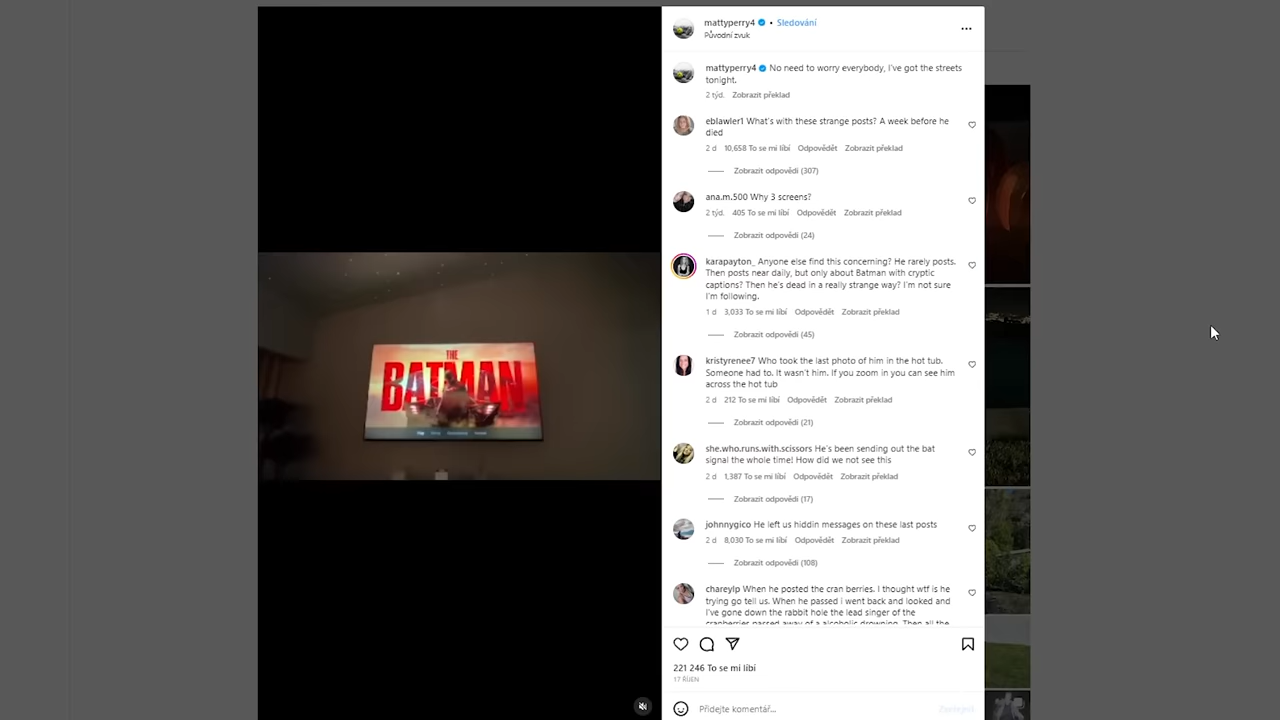 mattyperry4 • Sledování
Původní zvuk
mattyperry4 No need to worry everybody, I've got the streets
tonight.
2 týd. Zobrazit překlad
eblawler1 What's with these strange posts? A week before he
died
2 d 10,658 To se mi líbí Odpovědět Zobrazit překlad
Zobrazit odpovědi (307)
ana.m.500 Why 3 screens?
2 týd. 405 To se mi líbí Odpovědět Zobrazit překlad
Zobrazit odpovědi (24)
karapayton_ Anyone else find this concerning? He rarely posts.
Then posts near daily, but only about Batman with cryptic
captions? Then he's dead in a really strange way? I'm not sure
I'm following.
1 d 3,033 To se mi líbí Odpovědět Zobrazit překlad
Zobrazit odpovědi (45)
THE
BATMAN
kristyrenee7 Who took the last photo of him in the hot tub.
Someone had to. It wasn't him. If you zoom in you can see him
across the hot tub
2 d 212 To se mi líbí Odpovědět Zobrazit překlad
Zobrazit odpovědi (21)
she.who.runs.with.scissors He's been sending out the bat
signal the whole time! How did we not see this
2 d 1,387 To se mi líbí Odpovědět Zobrazit překlad
Zobrazit odpovědi (17)
johnnygico He left us hiddin messages on these last posts
2 d 8,030 To se mi líbí Odpovědět Zobrazit překlad
Zobrazit odpovědi (108)
chareylp When he posted the cran berries. I thought wtf is he
trying go tell us. When he passed i went back and looked and
I've gone down the rabbit hole the lead singer of the
cranberries passed away of a alcoholic drowning. Then all the
221 246 To se mi líbí
17 ŘÍJEN
Přidejte komentář...
Zveřejnit